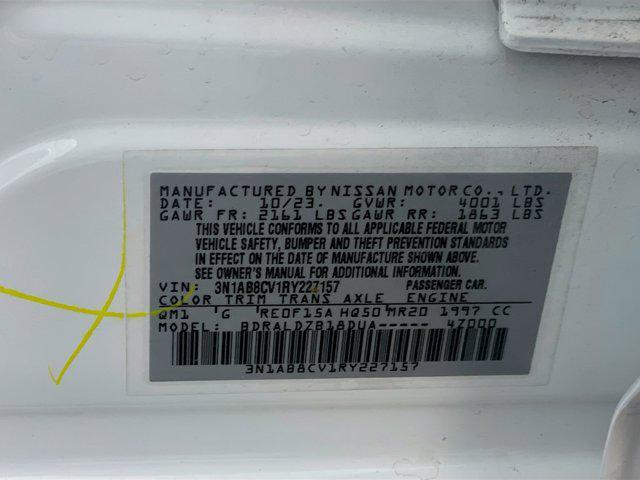 MANUFACTURED BY NISSAN MOTOR CO., LTD.
DATE: 10/23. GVWR: 4001 LBS
GAWR FR: 2161 LBS GAWR RR: 1863 LBS
THIS VEHICLE CONFORMS TO ALL APPLICABLE FEDERAL MOTOR
VEHICLE SAFETY, BUMPER AND THEFT PREVENTION STANDARDS
IN EFFECT ON THE DATE OF MANUFACTURE SHOWN ABOVE.
SEE OWNER'S MANUAL FOR ADDITIONAL INFORMATION.
VIN: 3N1AB8CV1RY227157 PASSENGER CAR.
COLOR TRIM TRANS AXLE ENGINE
QM1 G RE0F15A HQ50 MR20 1997 CC
MODEL: BDRALDZB18DUA- 4Z000
3N1AB8CV1RY227157